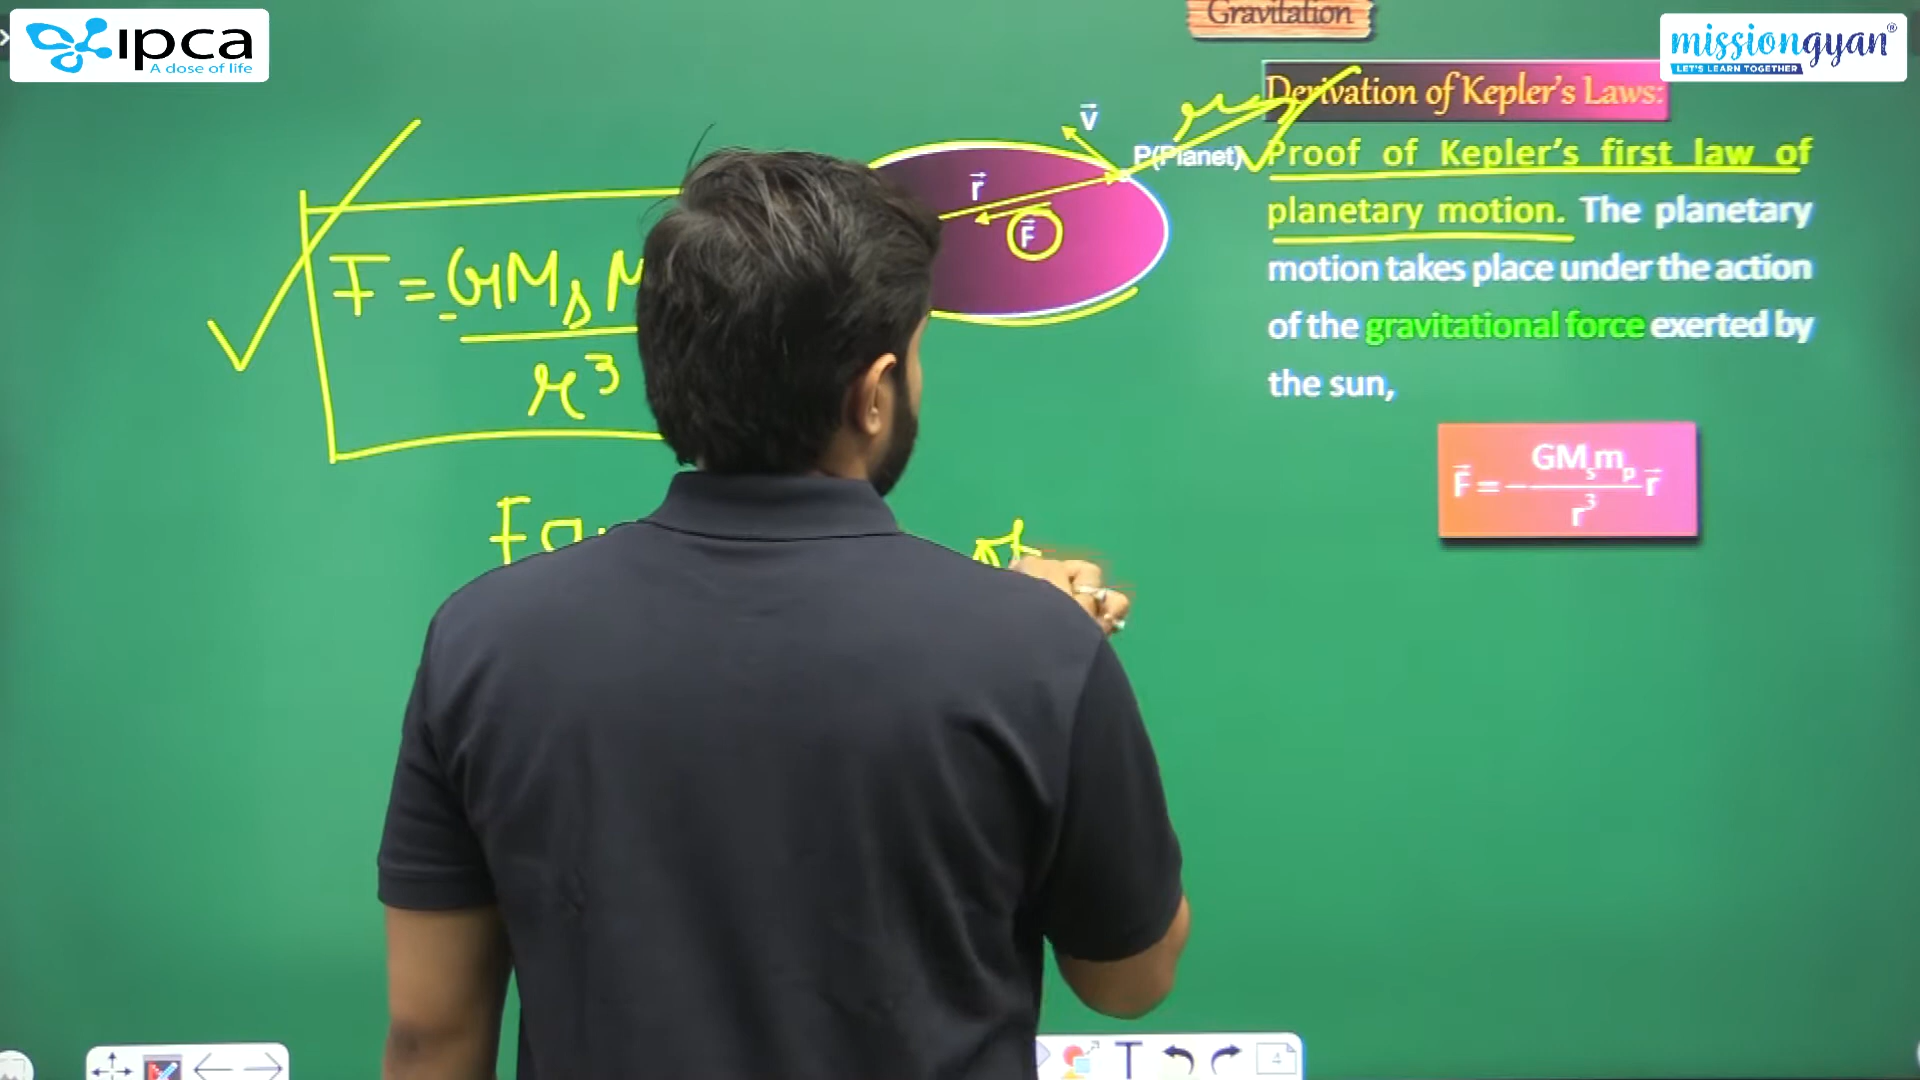 Gravitation
ipca
A dose of life
missiongyan®
LET'S LEARN TOGETHER
Derivation of Kepler's Laws:
Proof of Kepler's first law of
planetary motion. The planetary
motion takes place under the action
of the gravitational force exerted by
the sun,
F⃗ = − GMₛmₚ / r³ r⃗
v⃗
P(Planet)
r⃗
F⃗
F = GMₛ M
r³
T
4